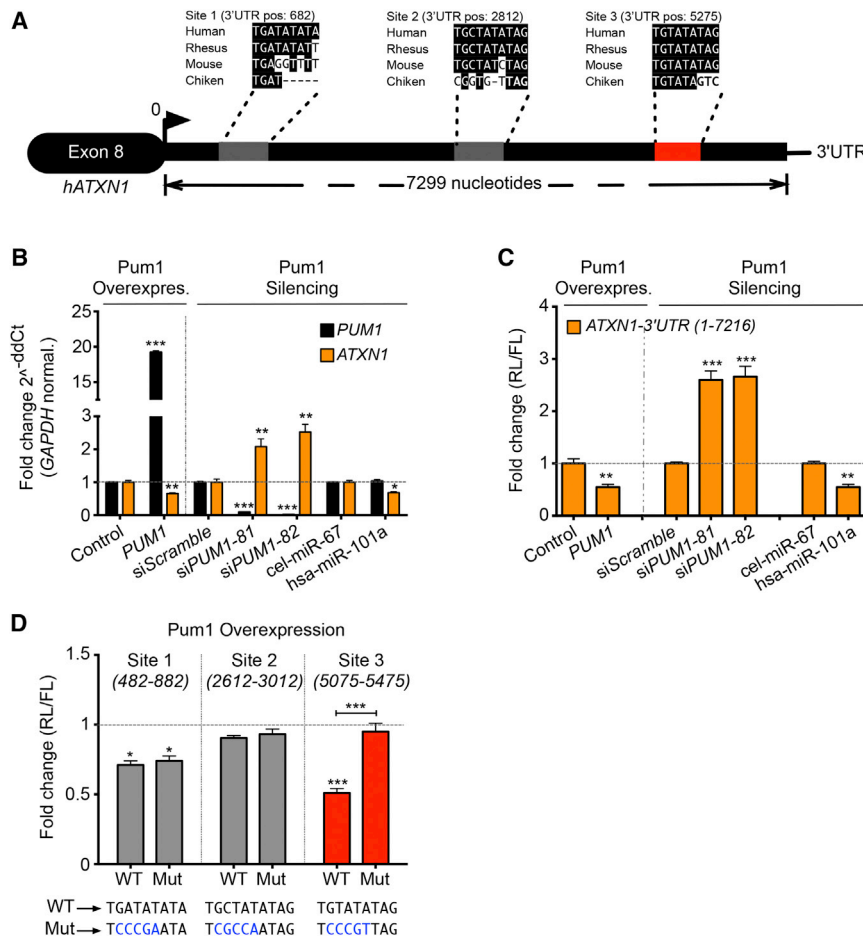 A
Site 1 (3'UTR pos: 682)
Human TGATATATA
Rhesus TGATATATT
Mouse TGAGGTTTT
Chiken TGAT-----
Site 2 (3'UTR pos: 2812)
Human TGCTATATAG
Rhesus TGCTATATAG
Mouse TGCTATCTAG
Chiken CGGTG-TTAG
Site 3 (3'UTR pos: 5275)
Human TGTATATAG
Rhesus TGTATATAG
Mouse TGTATATAG
Chiken TGTATAGTC
0
Exon 8
3'UTR
hATXN1
7299 nucleotides
B
Pum1 Overexpres.
Pum1 Silencing
Fold change 2^-ddCt
(GAPDH normal.)
25
20
15
10
3
2
1
0
PUM1
ATXN1
***
**
***
**
***
**
*
Control
PUM1
siScramble
siPUM1-81
siPUM1-82
cel-miR-67
hsa-miR-101a
C
Pum1 Overexpres.
Pum1 Silencing
Fold change (RL/FL)
4
3
2
1
0
ATXN1-3'UTR (1-7216)
**
***
***
**
Control
PUM1
siScramble
siPUM1-81
siPUM1-82
cel-miR-67
hsa-miR-101a
D
Pum1 Overexpression
Fold change (RL/FL)
1.5
1
0.5
0
Site 1
(482-882)
Site 2
(2612-3012)
Site 3
(5075-5475)
*
*
***
***
WT Mut WT Mut WT Mut
WT TGATATATA TGCTATATAG TGTATATAG
Mut TCCCGAATA TCGCCAATAG TCCCGTTAG